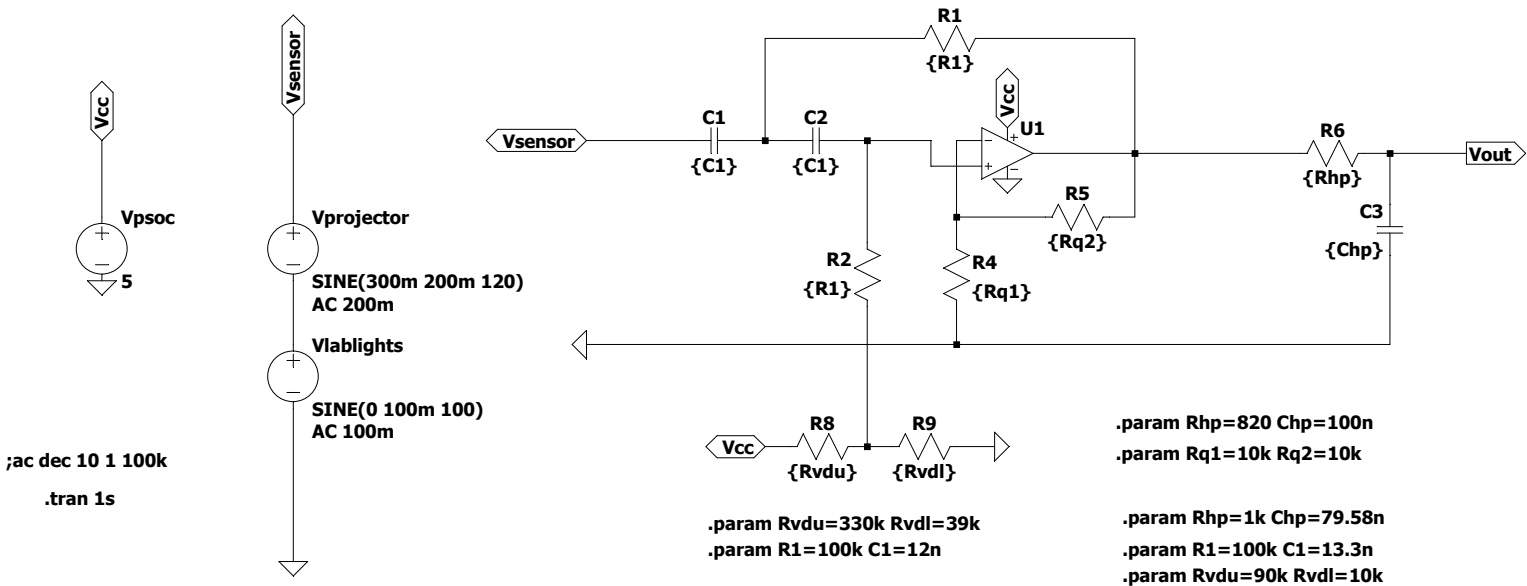 Vcc
Vpsoc
5
Vsensor
Vprojector
SINE(300m 200m 120)
AC 200m
Vlablights
SINE(0 100m 100)
AC 100m
;ac dec 10 1 100k
.tran 1s
Vsensor
C1
{C1}
C2
{C1}
R1
{R1}
Vcc
U1
R5
{Rq2}
R2
{R1}
R4
{Rq1}
R6
{Rhp}
Vout
C3
{Chp}
Vcc
R8
{Rvdu}
R9
{Rvdl}
.param Rvdu=330k Rvdl=39k
.param R1=100k C1=12n
.param Rhp=820 Chp=100n
.param Rq1=10k Rq2=10k
.param Rhp=1k Chp=79.58n
.param R1=100k C1=13.3n
.param Rvdu=90k Rvdl=10k